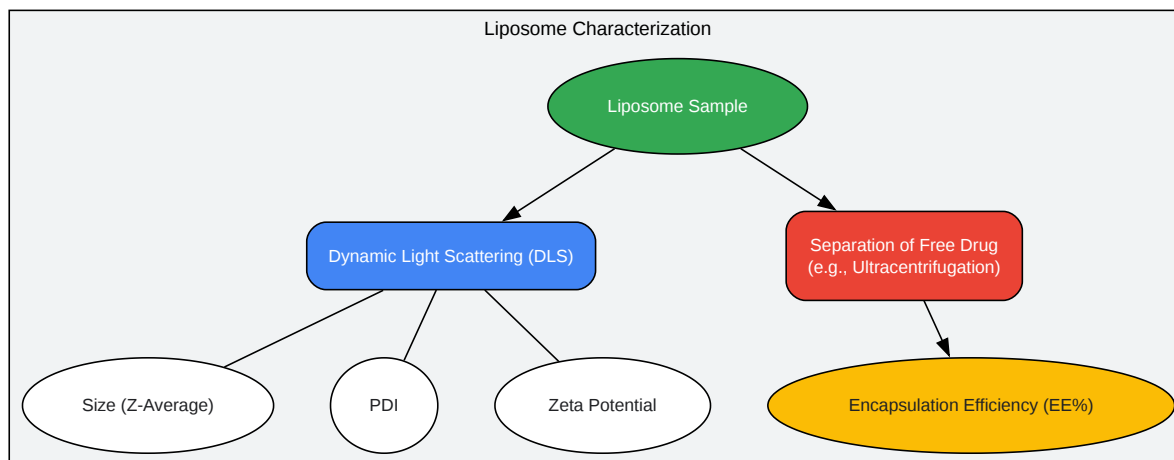 Liposome Characterization
Liposome Sample
Dynamic Light Scattering (DLS)
Separation of Free Drug
(e.g., Ultracentrifugation)
Size (Z-Average)
PDI
Zeta Potential
Encapsulation Efficiency (EE%)